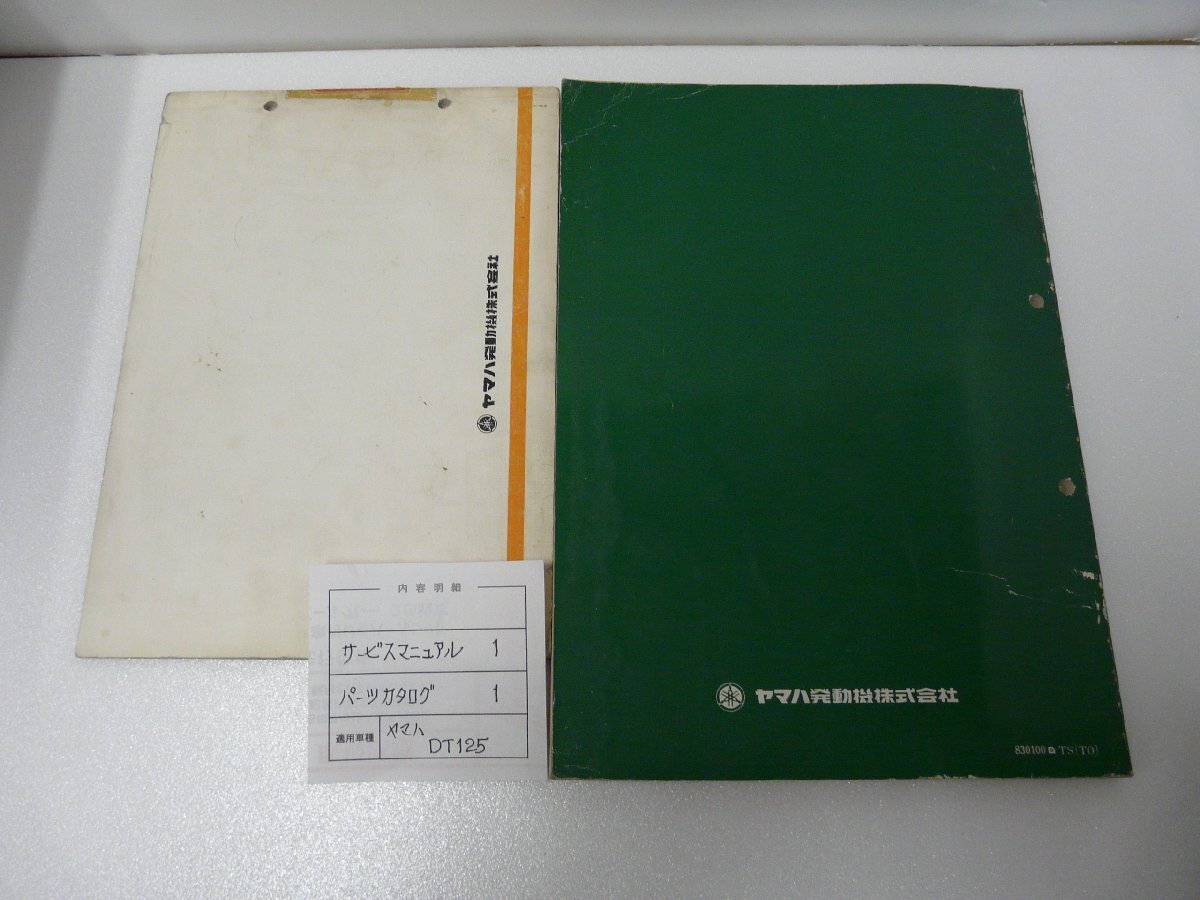 ヤマハ発動機株式会社
内容明細
サービスマニュアル 1
パーツカタログ 1
適用車種 ヤマハ
DT125
ヤマハ発動機株式会社
830100 TS(TO)